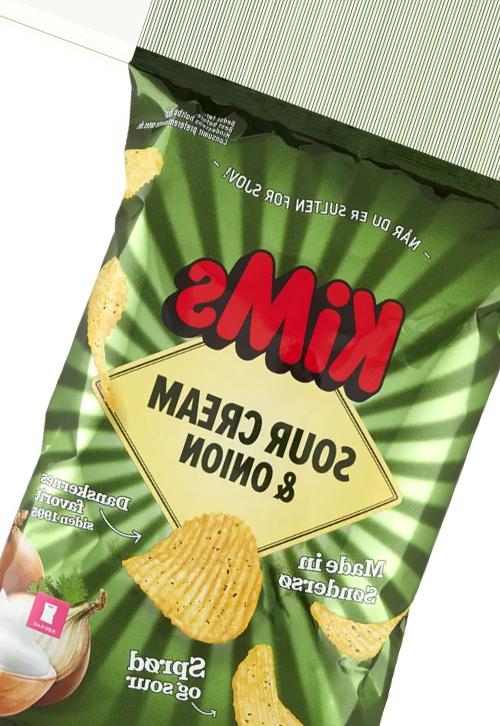 – NÅR DU ER SULTEN FOR SJOV! –
KiMs
SOUR CREAM
& ONION
Danskernes
favorit
siden 1995
Made in
Søndersø
Sprød
og sour